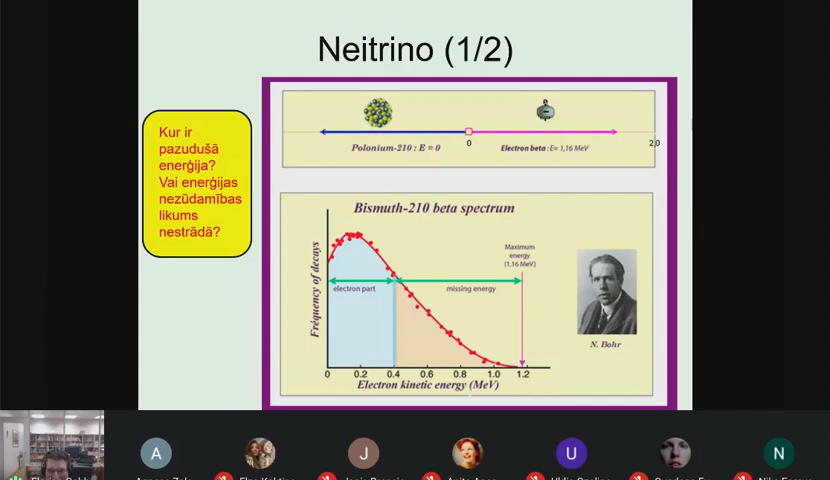 Neitrino (1/2)
Kur ir
pazudušā
enerģija?
Vai enerģijas
nezūdamības
likums
nestrādā?
0
2,0
Polonium-210 : E = 0
Electron beta : E= 1,16 MeV
Bismuth-210 beta spectrum
Fréquency of decays
Maximum
energy
(1,16 MeV)
electron part
missing energy
N. Bohr
0 0.2 0.4 0.6 0.8 1.0 1.2
Electron kinetic energy (MeV)
A J U N